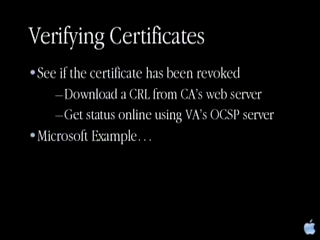 Verifying Certificates
•See if the certificate has been revoked
–Download a CRL from CA's web server
–Get status online using VA's OCSP server
•Microsoft Example…